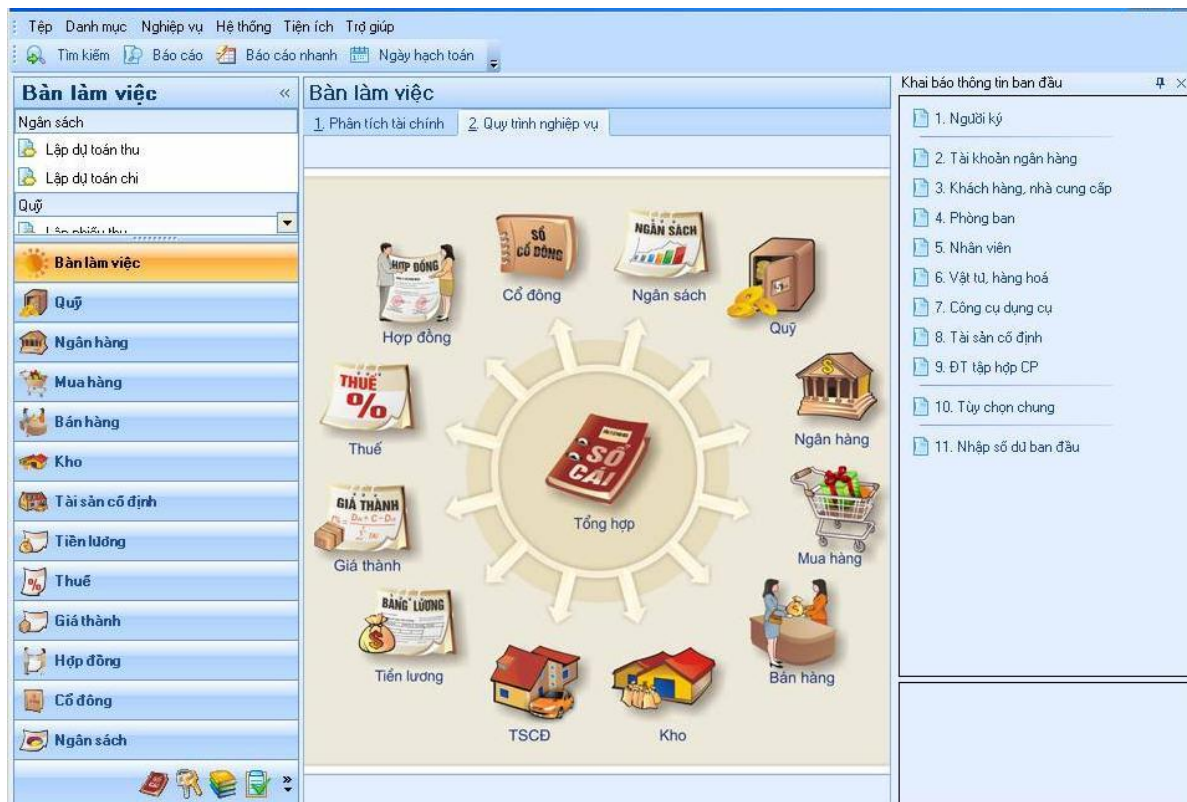 Tệp Danh mục Nghiệp vụ Hệ thống Tiện ích Trợ giúp
Tìm kiếm Báo cáo Báo cáo nhanh Ngày hạch toán
Bàn làm việc «
Ngân sách
Lập dự toán thu
Lập dự toán chi
Quỹ
Lập phiếu thu
Bàn làm việc
Quỹ
Ngân hàng
Mua hàng
Bán hàng
Kho
Tài sản cố định
Tiền lương
Thuế
Giá thành
Hợp đồng
Cổ đông
Ngân sách
Bàn làm việc
1. Phân tích tài chính
2. Quy trình nghiệp vụ
HỢP ĐỒNG
Hợp đồng
SỔ
CỔ ĐÔNG
Cổ đông
NGÂN SÁCH
Ngân sách
Quỹ
THUẾ
%
Thuế
Ngân hàng
SỔ
CÁI
Tổng hợp
GIÁ THÀNH
Giá thành
Mua hàng
BẢNG LƯƠNG
Tiền lương
Bán hàng
TSCĐ
Kho
Khai báo thông tin ban đầu
1. Người ký
2. Tài khoản ngân hàng
3. Khách hàng, nhà cung cấp
4. Phòng ban
5. Nhân viên
6. Vật tư, hàng hoá
7. Công cụ dụng cụ
8. Tài sản cố định
9. ĐT tập hợp CP
10. Tùy chọn chung
11. Nhập số dư ban đầu